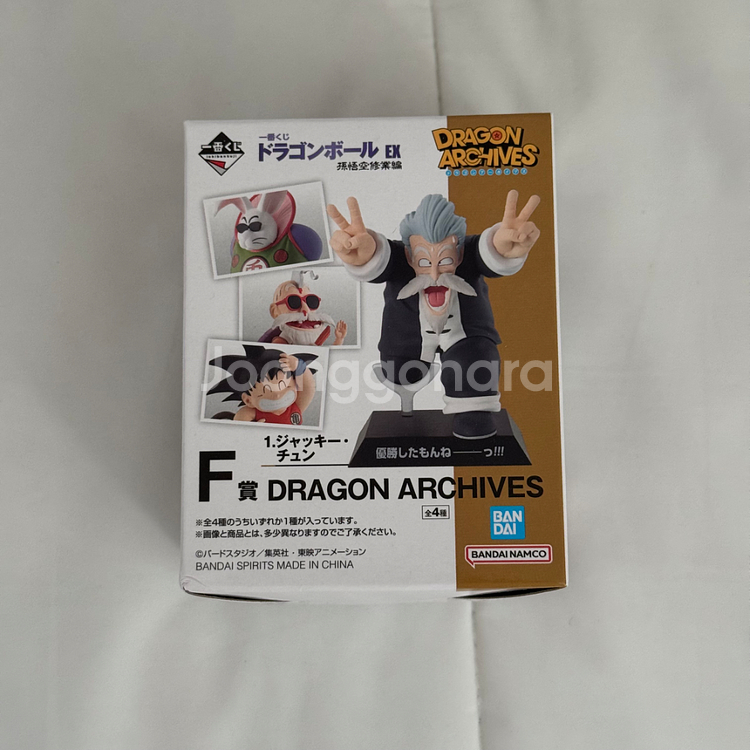 一番くじ
ichibankuji
一番くじ
ドラゴンボール EX
孫悟空修業編
DRAGON
ARCHIVES
Joonggonara
1.ジャッキー・
チュン
優勝したもんね───っ!!!
F賞 DRAGON ARCHIVES
全4種
※全4種のうちいずれか1種が入っています。
※画像と商品とは、多少異なりますのでご了承ください。
©バードスタジオ／集英社・東映アニメーション
BANDAI SPIRITS MADE IN CHINA
BAN
DAI
BANDAI NAMCO